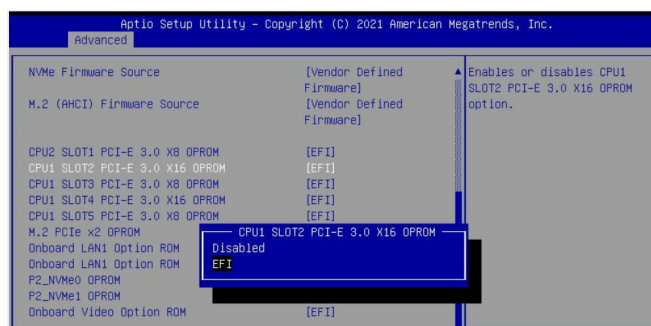 Aptio Setup Utility – Copyright (C) 2021 American Megatrends, Inc.
Advanced
NVMe Firmware Source [Vendor Defined Firmware]
M.2 (AHCI) Firmware Source [Vendor Defined Firmware]
CPU2 SLOT1 PCI-E 3.0 X8 OPROM [EFI]
CPU1 SLOT2 PCI-E 3.0 X16 OPROM [EFI]
CPU1 SLOT3 PCI-E 3.0 X8 OPROM [EFI]
CPU1 SLOT4 PCI-E 3.0 X16 OPROM [EFI]
CPU1 SLOT5 PCI-E 3.0 X8 OPROM [EFI]
M.2 PCIe x2 OPROM
Onboard LAN1 Option ROM
Onboard LAN1 Option ROM
P2_NVMe0 OPROM
P2_NVMe1 OPROM
Onboard Video Option ROM [EFI]
CPU1 SLOT2 PCI-E 3.0 X16 OPROM
Disabled
EFI
Enables or disables CPU1
SLOT2 PCI-E 3.0 X16 OPROM
option.